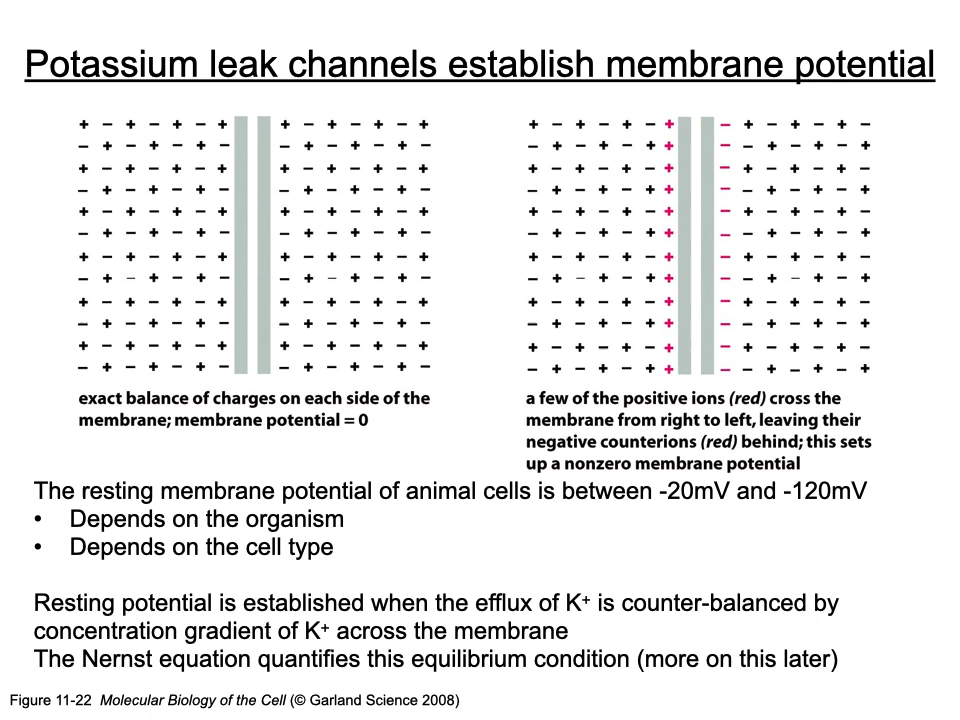 Potassium leak channels establish membrane potential
exact balance of charges on each side of the
membrane; membrane potential = 0
a few of the positive ions (red) cross the
membrane from right to left, leaving their
negative counterions (red) behind; this sets
up a nonzero membrane potential
The resting membrane potential of animal cells is between -20mV and -120mV
• Depends on the organism
• Depends on the cell type
Resting potential is established when the efflux of K⁺ is counter-balanced by
concentration gradient of K⁺ across the membrane
The Nernst equation quantifies this equilibrium condition (more on this later)
Figure 11-22 Molecular Biology of the Cell (© Garland Science 2008)